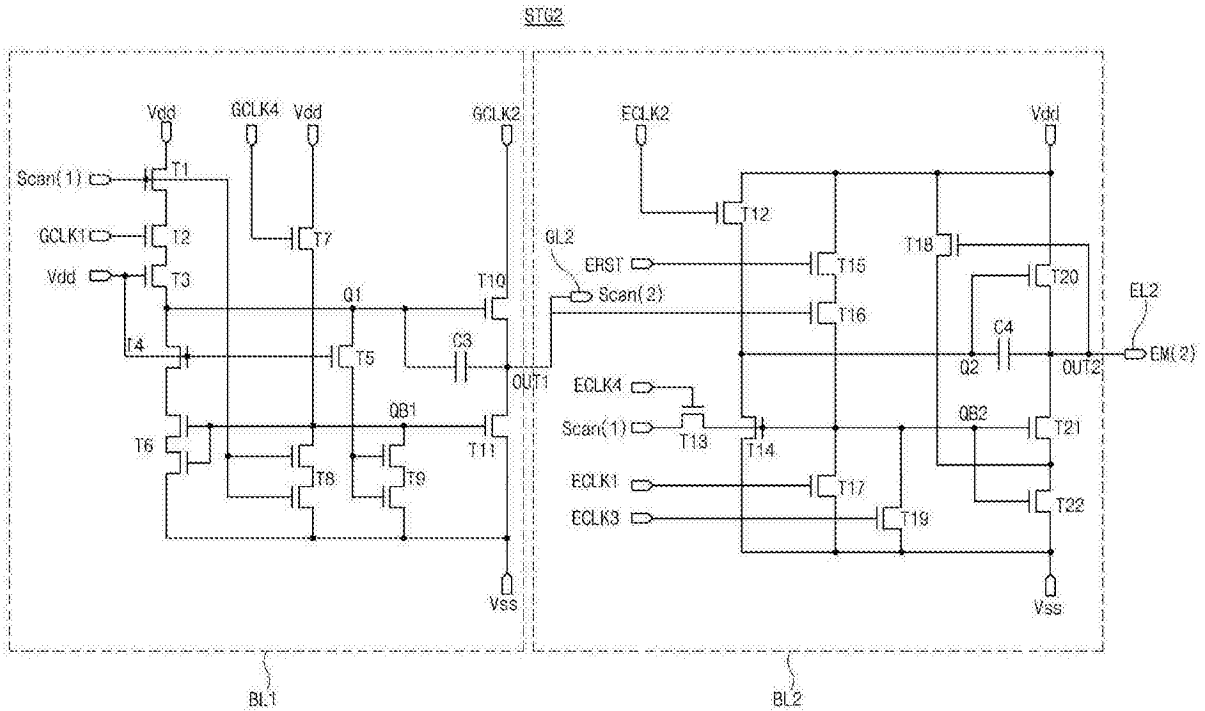 STG2
Vdd
GCLK4
Vdd
GCLK2
ECLK2
Vdd
Scan(1)
T1
GCLK1
T2
T7
T12
T18
Vdd
T3
GL2
ERST
T15
T20
Q1
T10
Scan(2)
T16
EL2
T4
T5
C3
OUT1
C4
Q2
OUT2
EM(2)
ECLK4
QB1
Scan(1)
T13
T14
QB2
T21
T6
T11
T8
T9
ECLK1
T17
ECLK3
T19
T22
Vss
Vss
BL1
BL2